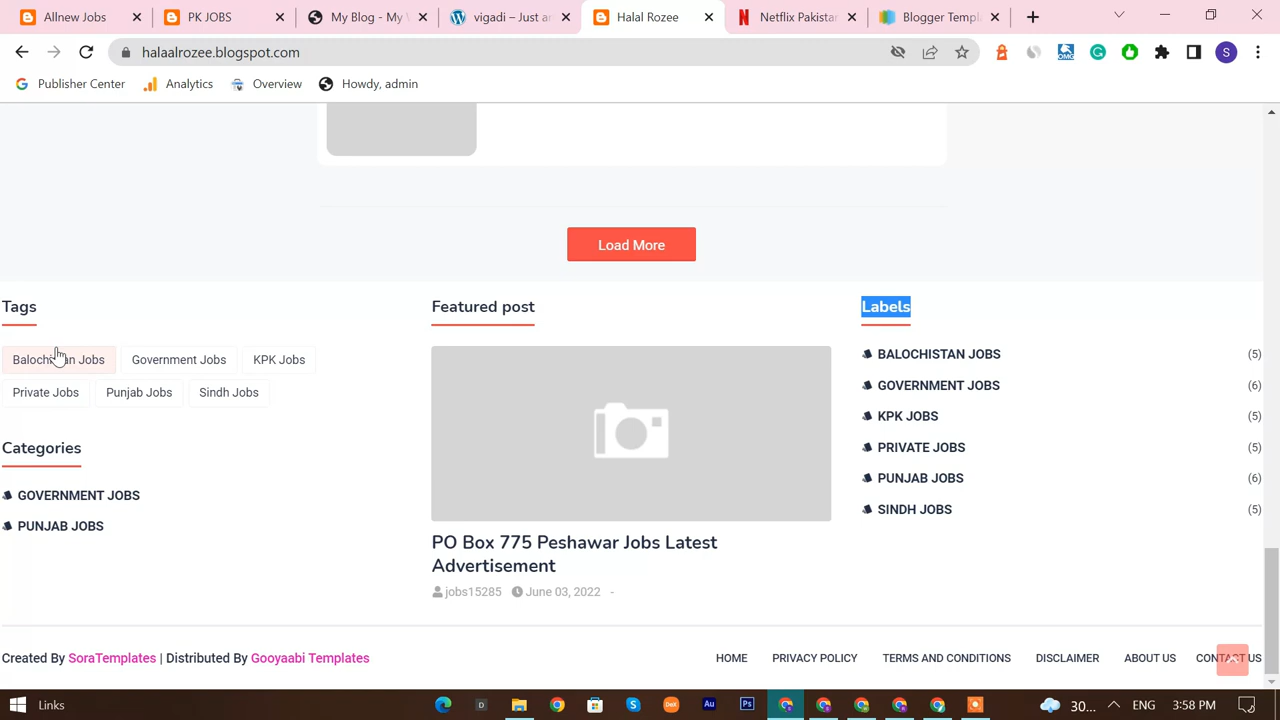 Allnew Jobs
PK JOBS
My Blog - My
vigadi – Just a
Halal Rozee
Netflix Pakistan
Blogger Templ
halaalrozee.blogspot.com
Publisher Center
Analytics
Overview
Howdy, admin
Load More
Tags
Balochistan Jobs
Government Jobs
KPK Jobs
Private Jobs
Punjab Jobs
Sindh Jobs
Categories
GOVERNMENT JOBS
PUNJAB JOBS
Featured post
PO Box 775 Peshawar Jobs Latest
Advertisement
jobs15285 June 03, 2022 -
Labels
BALOCHISTAN JOBS (5)
GOVERNMENT JOBS (6)
KPK JOBS (5)
PRIVATE JOBS (5)
PUNJAB JOBS (6)
SINDH JOBS (5)
Created By SoraTemplates | Distributed By Gooyaabi Templates
HOME
PRIVACY POLICY
TERMS AND CONDITIONS
DISCLAIMER
ABOUT US
CONTACT US
Links
30...
3:58 PM